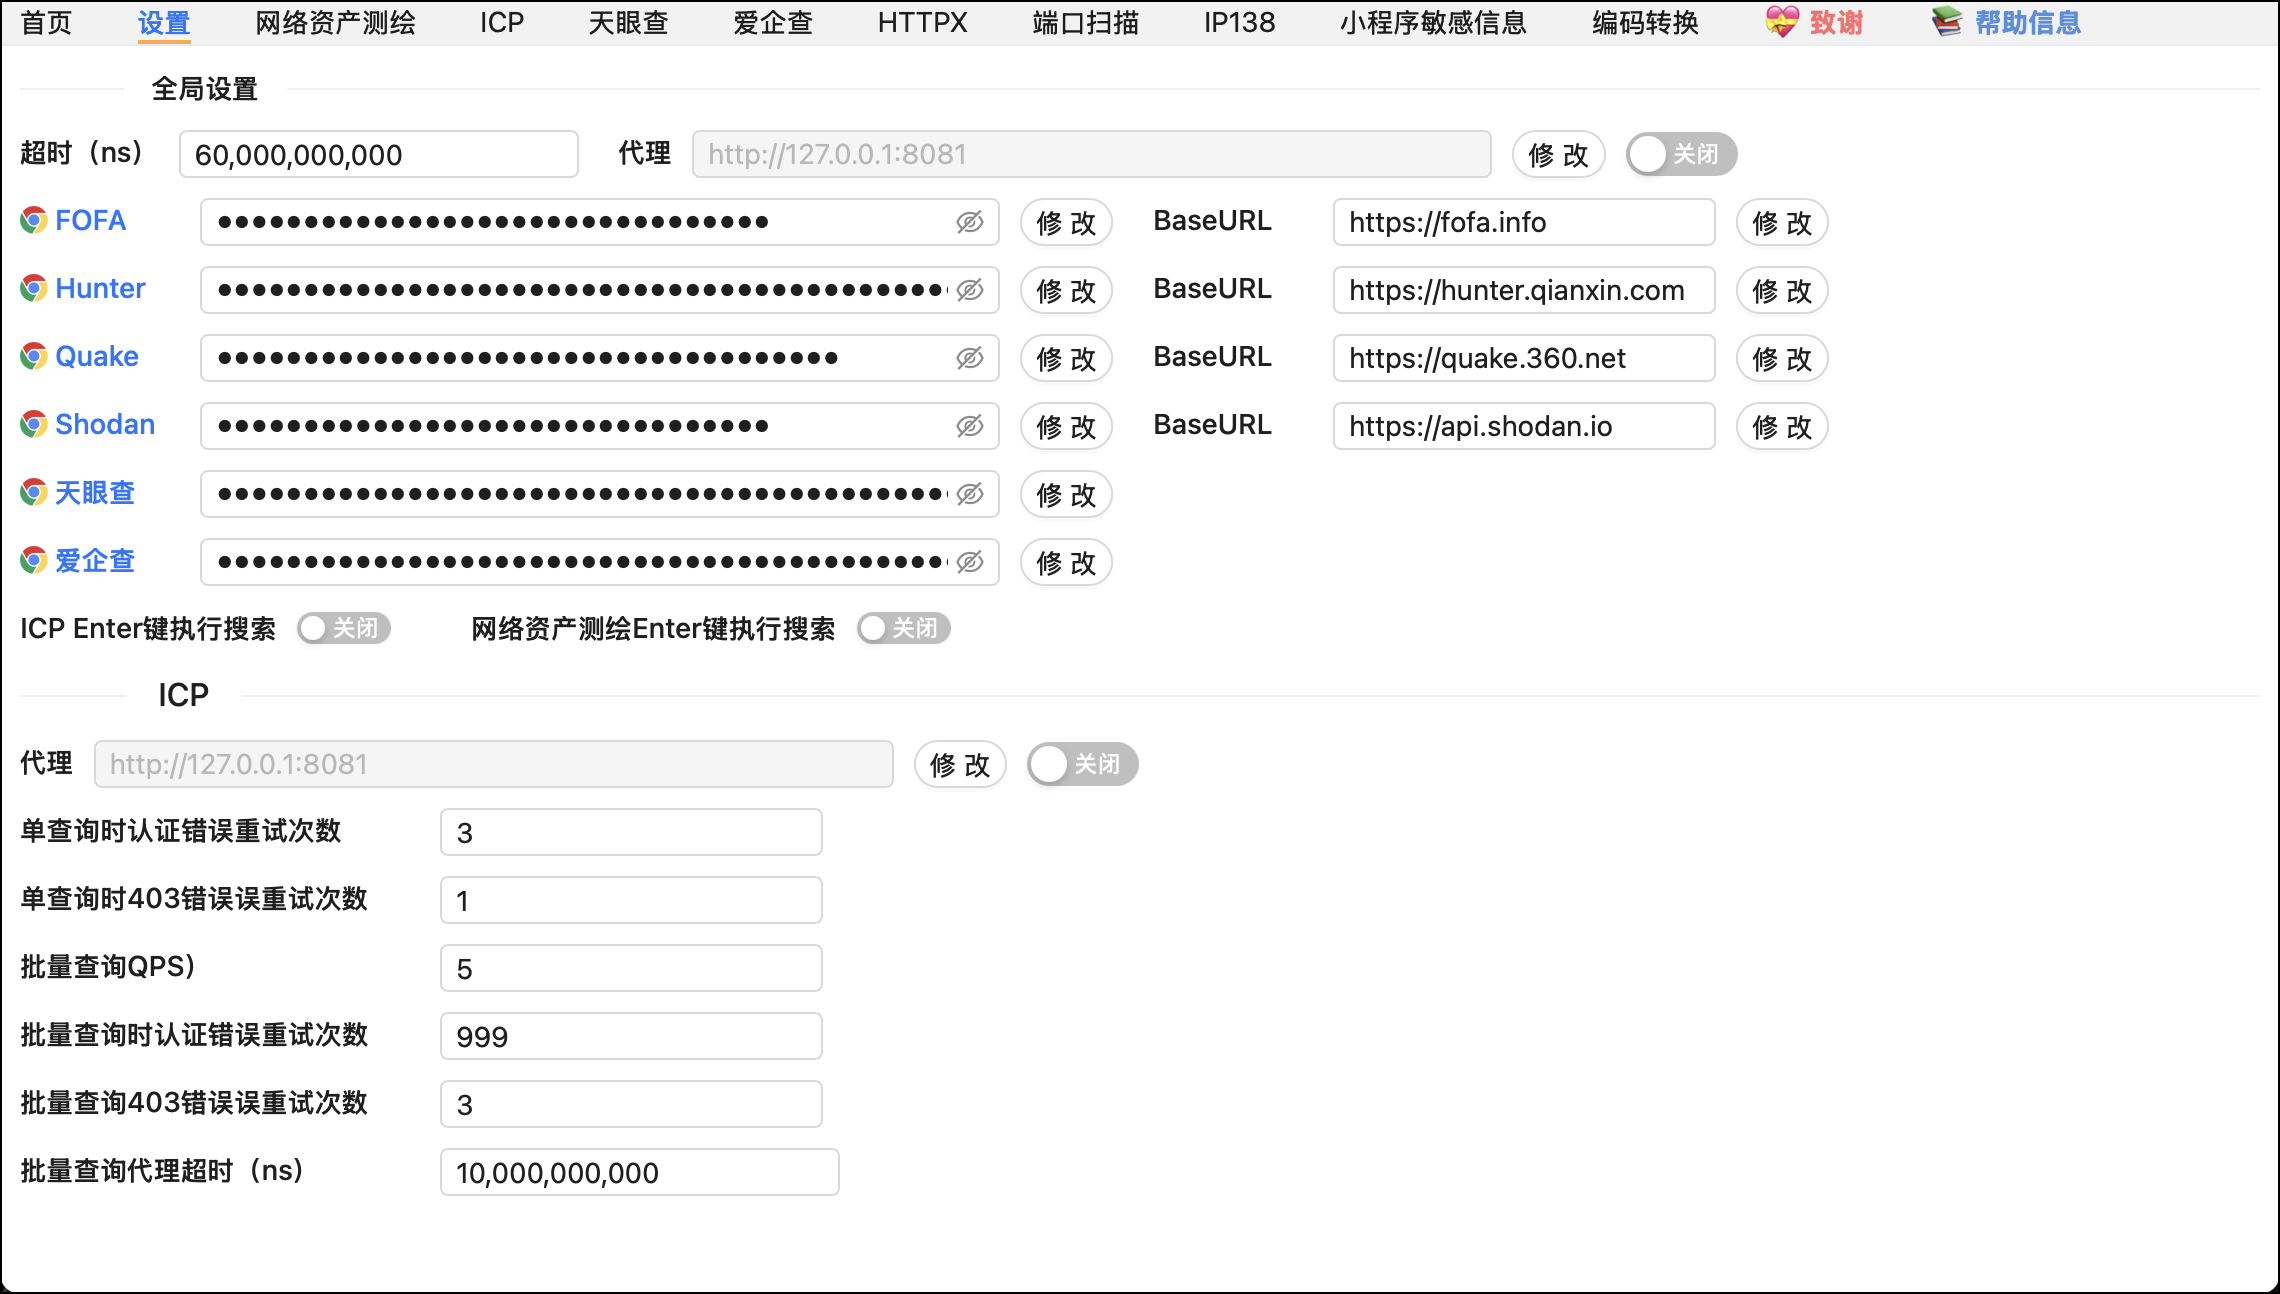 首页 设置 网络资产测绘 ICP 天眼查 爱企查 HTTPX 端口扫描 IP138 小程序敏感信息 编码转换 致谢 帮助信息
全局设置
超时（ns） 60,000,000,000 代理 http://127.0.0.1:8081 修改 关闭
FOFA ●●●●●●●●●●●●●●●●●●●●●●●●●●●●●●●● 修改 BaseURL https://fofa.info 修改
Hunter ●●●●●●●●●●●●●●●●●●●●●●●●●●●●●●●●●●●●●●●●●● 修改 BaseURL https://hunter.qianxin.com 修改
Quake ●●●●●●●●●●●●●●●●●●●●●●●●●●●●●●●●●●●● 修改 BaseURL https://quake.360.net 修改
Shodan ●●●●●●●●●●●●●●●●●●●●●●●●●●●●●●●● 修改 BaseURL https://api.shodan.io 修改
天眼查 ●●●●●●●●●●●●●●●●●●●●●●●●●●●●●●●●●●●●●●●●●● 修改
爱企查 ●●●●●●●●●●●●●●●●●●●●●●●●●●●●●●●●●●●●●●●●●● 修改
ICP Enter键执行搜索 关闭 网络资产测绘Enter键执行搜索 关闭
ICP
代理 http://127.0.0.1:8081 修改 关闭
单查询时认证错误重试次数 3
单查询时403错误误重试次数 1
批量查询QPS) 5
批量查询时认证错误重试次数 999
批量查询403错误误重试次数 3
批量查询代理超时（ns） 10,000,000,000